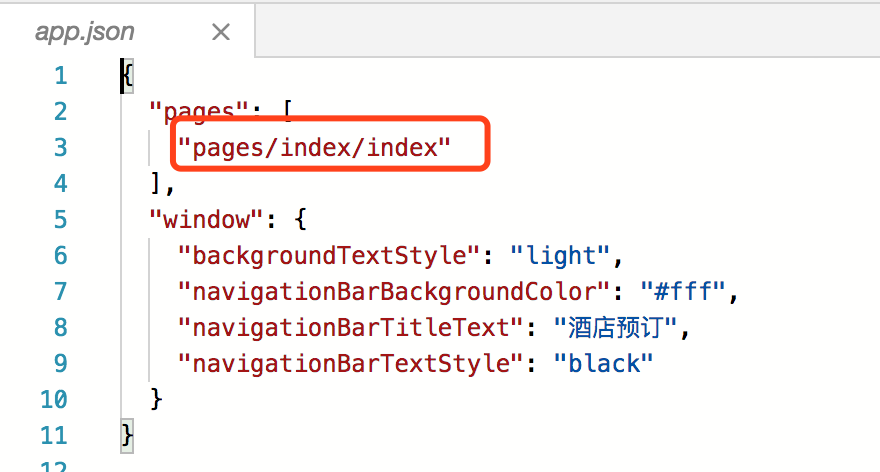 app.json
1 {
2 "pages": [
3 "pages/index/index"
4 ],
5 "window": {
6 "backgroundTextStyle": "light",
7 "navigationBarBackgroundColor": "#fff",
8 "navigationBarTitleText": "酒店预订",
9 "navigationBarTextStyle": "black"
10 }
11 }
12